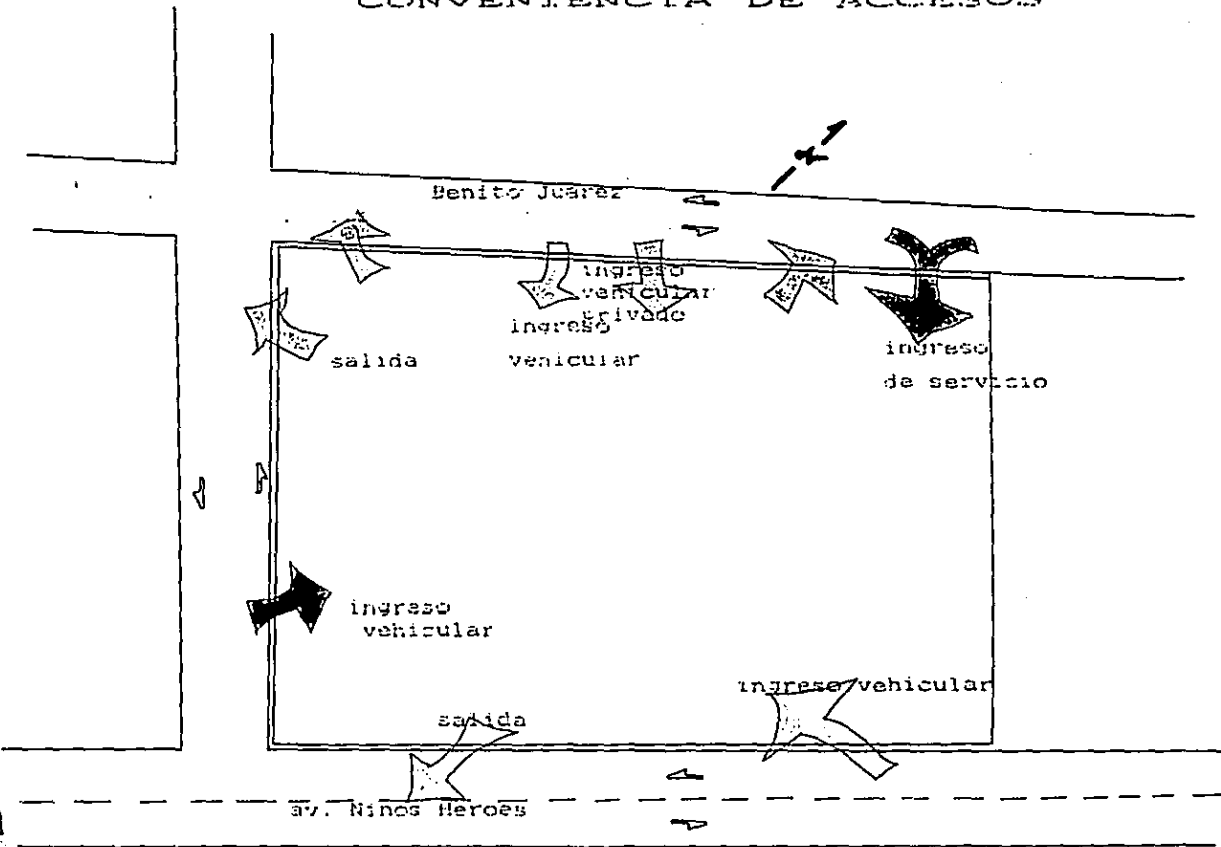 CONVENIENCIA DE ACCESOS
Benito Juarez
ingreso
vehicular
privado
ingreso
vehicular
salida
ingreso
de servicio
ingreso
vehicular
ingreso vehicular
salida
av. Ninos Heroes